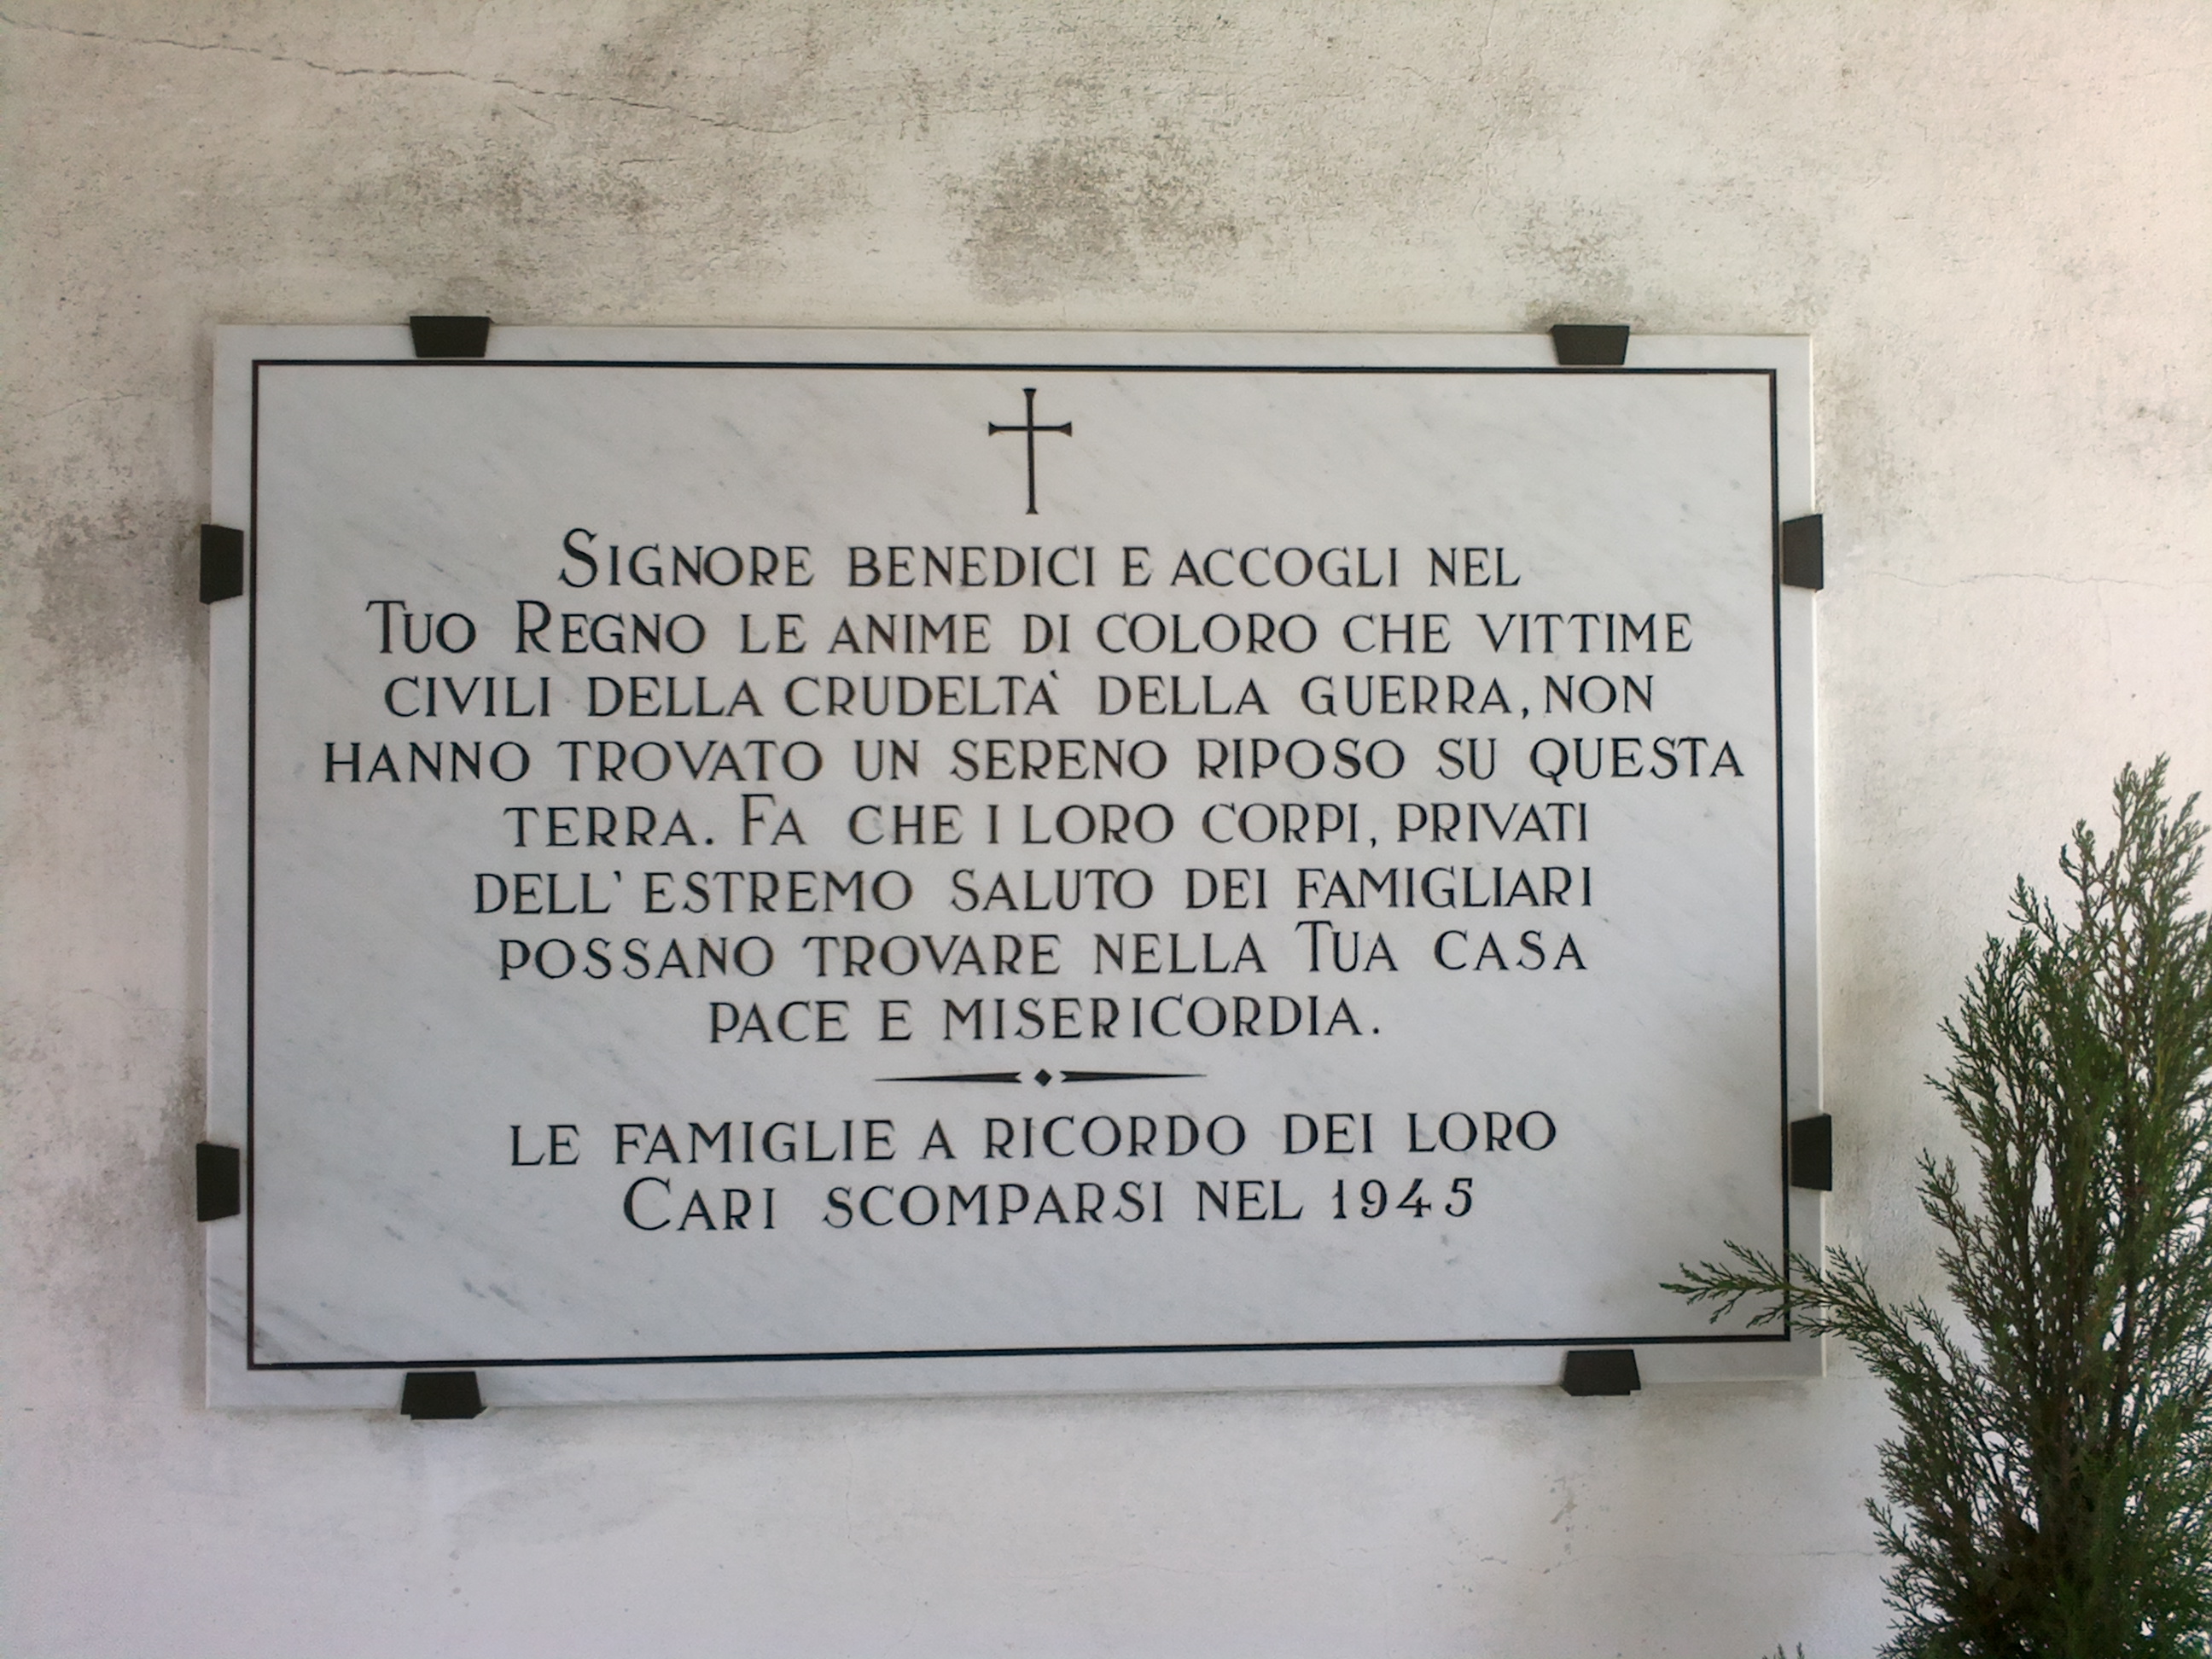 SIGNORE BENEDICI E ACCOGLI NEL
TUO REGNO LE ANIME DI COLORO CHE VITTIME
CIVILI DELLA CRUDELTA' DELLA GUERRA, NON
HANNO TROVATO UN SERENO RIPOSO SU QUESTA
TERRA. FA CHE I LORO CORPI, PRIVATI
DELL' ESTREMO SALUTO DEI FAMIGLIARI
POSSANO TROVARE NELLA TUA CASA
PACE E MISERICORDIA.
LE FAMIGLIE A RICORDO DEI LORO
CARI SCOMPARSI NEL 1945